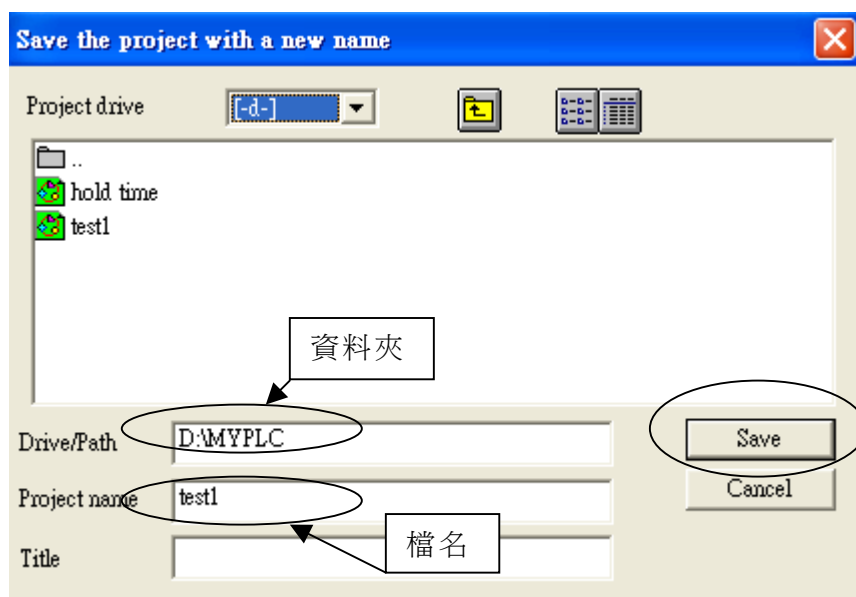 Save the project with a new name
Project drive [-d-]
..
hold time
test1
資料夾
Drive/Path D:\MYPLC
Save
Project name test1
Cancel
檔名
Title